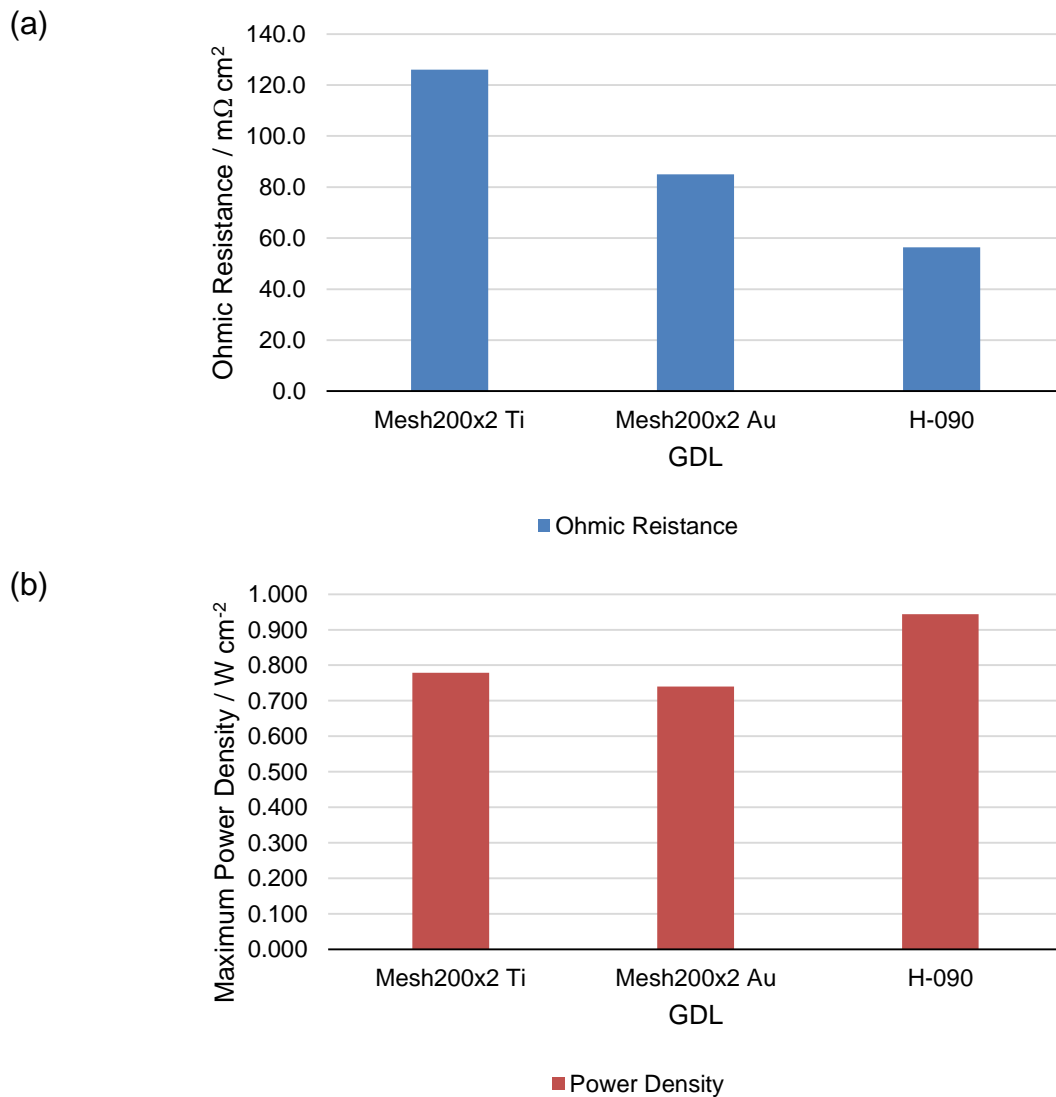 (a)
Ohmic Resistance / mΩ cm²
140.0
120.0
100.0
80.0
60.0
40.0
20.0
0.0
Mesh200x2 Ti Mesh200x2 Au H-090
GDL
Ohmic Reistance
(b)
Maximum Power Density / W cm⁻²
1.000
0.900
0.800
0.700
0.600
0.500
0.400
0.300
0.200
0.100
0.000
Mesh200x2 Ti Mesh200x2 Au H-090
GDL
Power Density